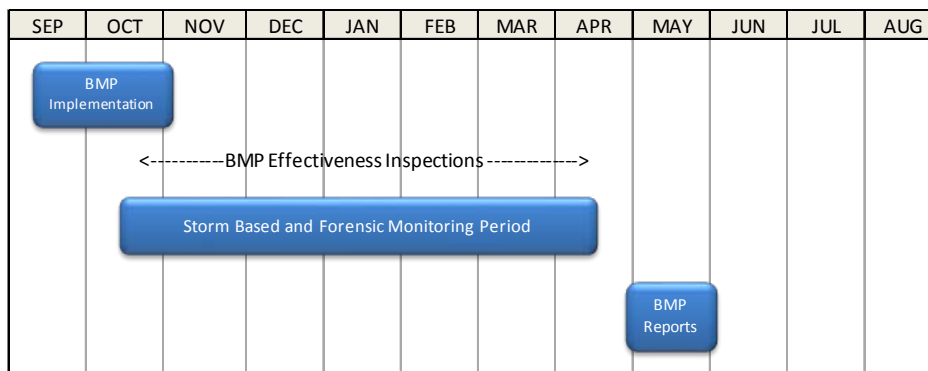 SEP OCT NOV DEC JAN FEB MAR APR MAY JUN JUL AUG
BMP
Implementation
<-----------BMP Effectiveness Inspections-------------->
Storm Based and Forensic Monitoring Period
BMP
Reports